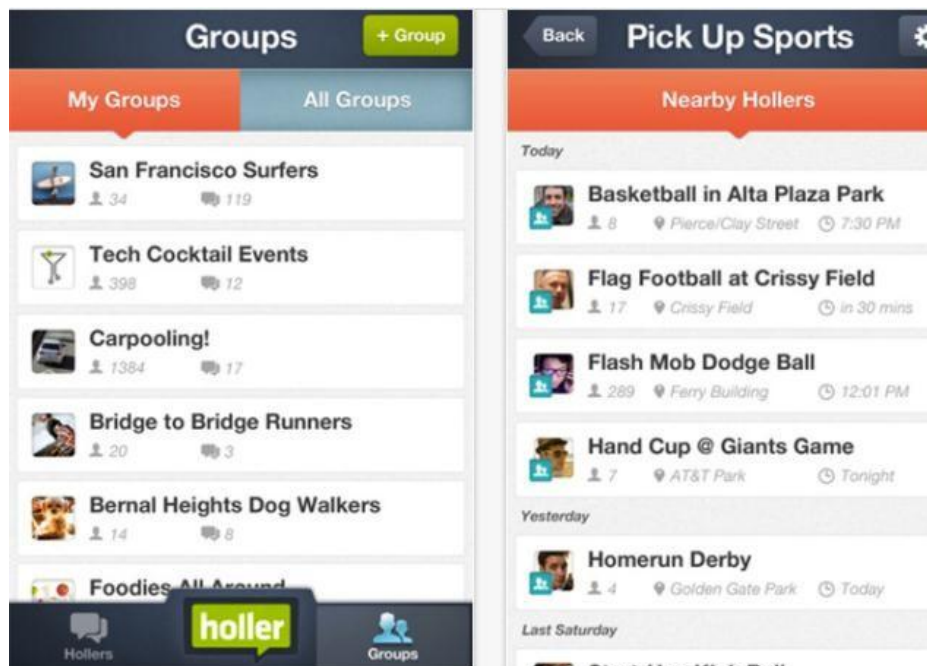 Groups
+ Group
My Groups
All Groups
San Francisco Surfers
34 119
Tech Cocktail Events
398 12
Carpooling!
1384 17
Bridge to Bridge Runners
20 3
Bernal Heights Dog Walkers
14 8
Foodies All Around
Hollers
holler
Groups
Back
Pick Up Sports
Nearby Hollers
Today
Basketball in Alta Plaza Park
8 Pierce/Clay Street 7:30 PM
Flag Football at Crissy Field
17 Crissy Field in 30 mins
Flash Mob Dodge Ball
289 Ferry Building 12:01 PM
Hand Cup @ Giants Game
7 AT&T Park Tonight
Yesterday
Homerun Derby
4 Golden Gate Park Today
Last Saturday